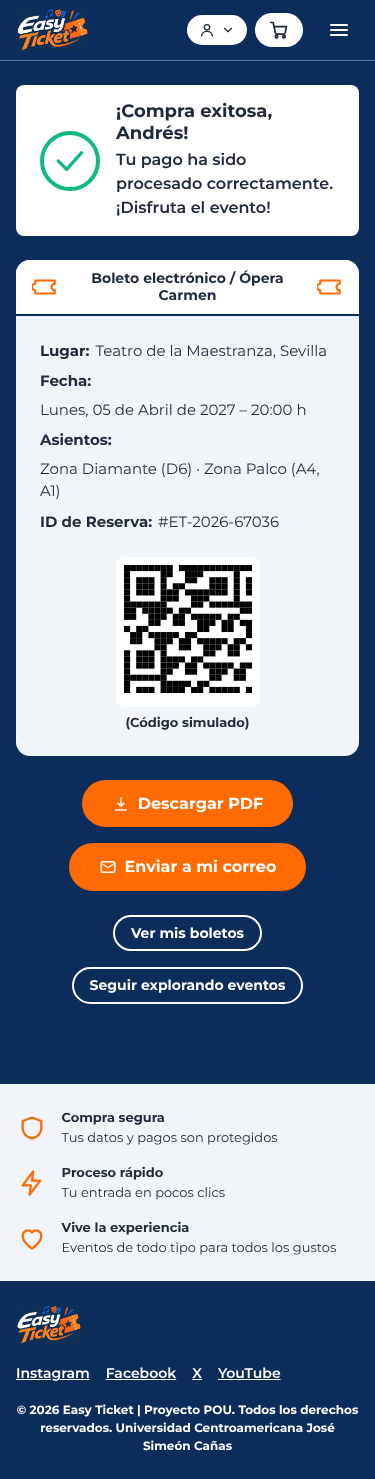 Easy
Ticket
¡Compra exitosa,
Andrés!
Tu pago ha sido
procesado correctamente.
¡Disfruta el evento!
Boleto electrónico / Ópera
Carmen
Lugar: Teatro de la Maestranza, Sevilla
Fecha:
Lunes, 05 de Abril de 2027 – 20:00 h
Asientos:
Zona Diamante (D6) · Zona Palco (A4,
A1)
ID de Reserva: #ET-2026-67036
(Código simulado)
Descargar PDF
Enviar a mi correo
Ver mis boletos
Seguir explorando eventos
Compra segura
Tus datos y pagos son protegidos
Proceso rápido
Tu entrada en pocos clics
Vive la experiencia
Eventos de todo tipo para todos los gustos
Easy
Ticket
Instagram Facebook X YouTube
© 2026 Easy Ticket | Proyecto POU. Todos los derechos
reservados. Universidad Centroamericana José
Simeón Cañas